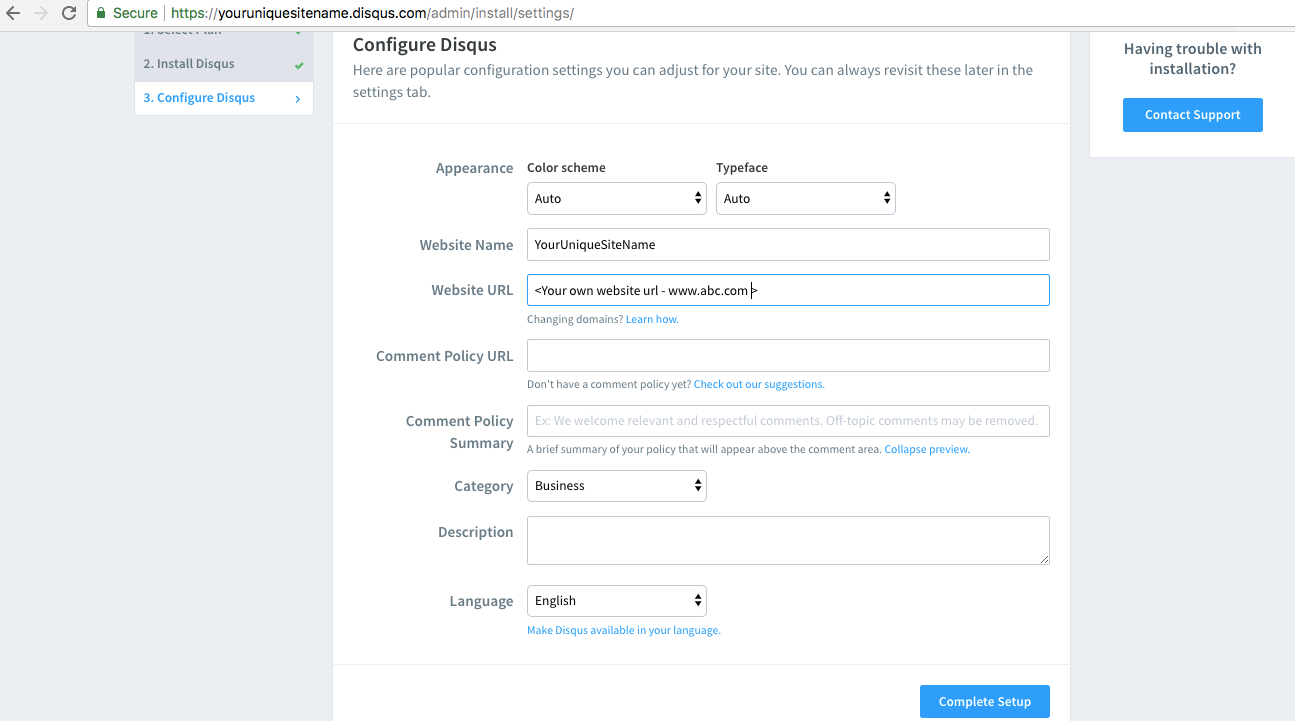 Secure https://youruniquesitename.disqus.com/admin/install/settings/
1. Select Plan
2. Install Disqus
3. Configure Disqus
Configure Disqus
Here are popular configuration settings you can adjust for your site. You can always revisit these later in the
settings tab.
Having trouble with
installation?
Contact Support
Appearance
Color scheme
Typeface
Auto
Auto
Website Name
YourUniqueSiteName
Website URL
<Your own website url - www.abc.com >
Changing domains? Learn how.
Comment Policy URL
Don't have a comment policy yet? Check out our suggestions.
Comment Policy
Summary
Ex: We welcome relevant and respectful comments. Off-topic comments may be removed.
A brief summary of your policy that will appear above the comment area. Collapse preview.
Category
Business
Description
Language
English
Make Disqus available in your language.
Complete Setup